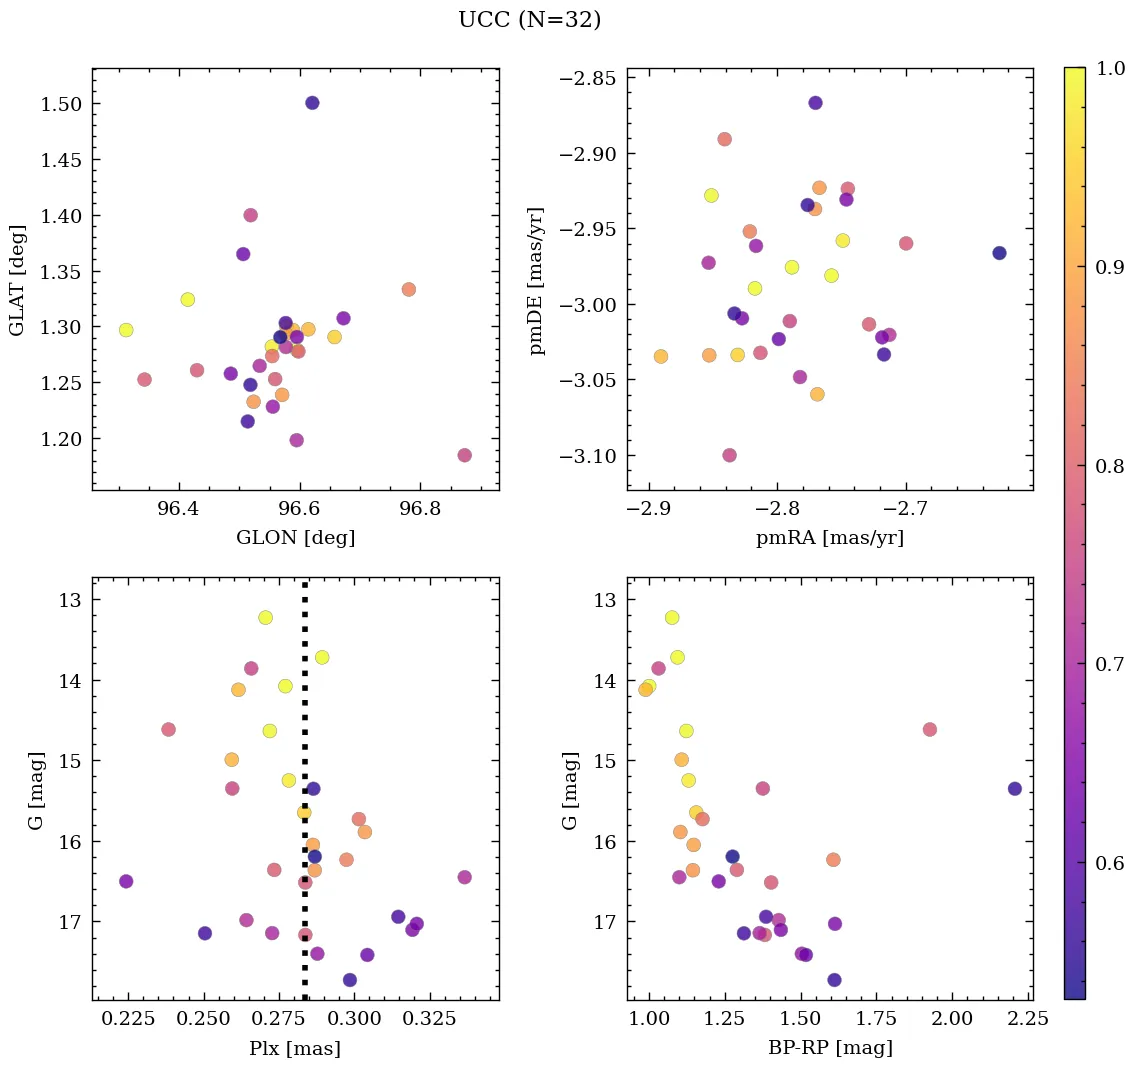 UCC (N=32)
1.50
1.45
1.40
1.35
1.30
1.25
1.20
GLAT [deg]
96.4 96.6 96.8
GLON [deg]
−2.85
−2.90
−2.95
−3.00
−3.05
−3.10
pmDE [mas/yr]
−2.9 −2.8 −2.7
pmRA [mas/yr]
13
14
15
16
17
G [mag]
0.225 0.250 0.275 0.300 0.325
Plx [mas]
13
14
15
16
17
G [mag]
1.00 1.25 1.50 1.75 2.00 2.25
BP-RP [mag]
1.0
0.9
0.8
0.7
0.6